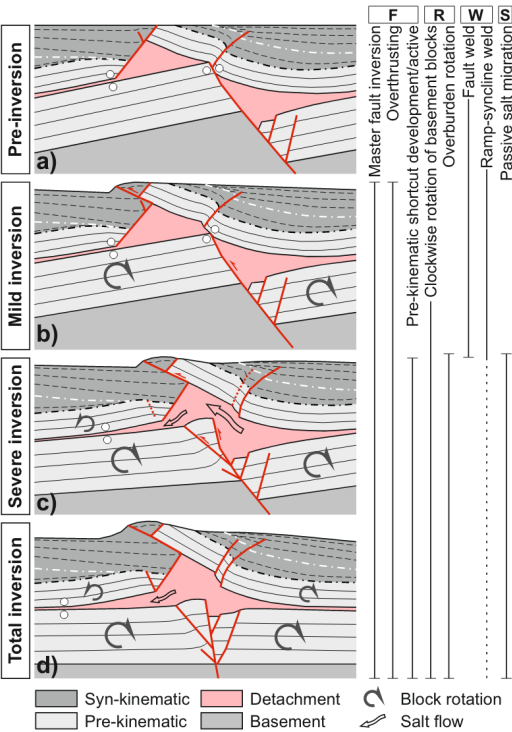 F R W S
Master fault inversion
Overthrusting
Pre-kinematic shortcut development/active
Clockwise rotation of basement blocks
Overburden rotation
Fault weld
Ramp-syncline weld
Passive salt migration
Pre-inversion
a)
Mild inversion
b)
Severe inversion
c)
Total inversion
d)
Syn-kinematic Detachment Block rotation
Pre-kinematic Basement Salt flow